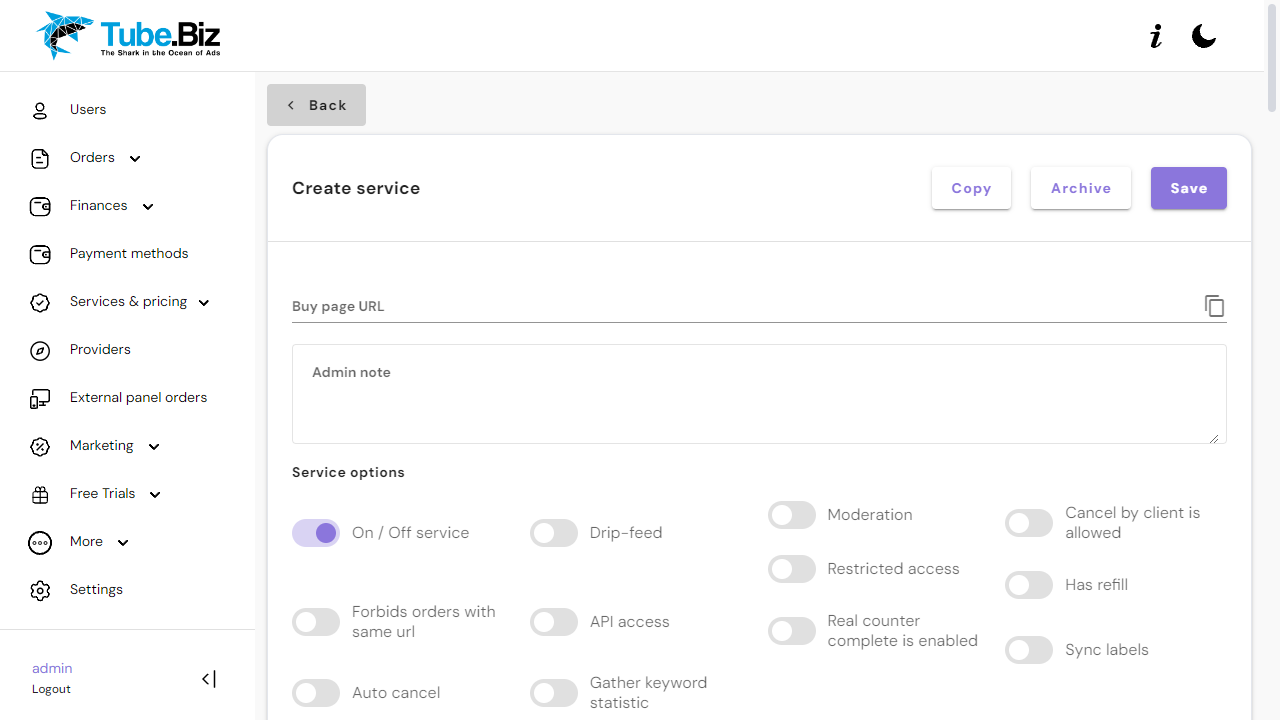 Tube.Biz
The Shark in the Ocean of Ads
i
Users
Orders
Finances
Payment methods
Services & pricing
Providers
External panel orders
Marketing
Free Trials
More
Settings
admin
Logout
Back
Create service
Copy
Archive
Save
Buy page URL
Admin note
Service options
On / Off service
Drip-feed
Moderation
Cancel by client is
allowed
Restricted access
Has refill
Forbids orders with
same url
API access
Real counter
complete is enabled
Sync labels
Auto cancel
Gather keyword
statistic